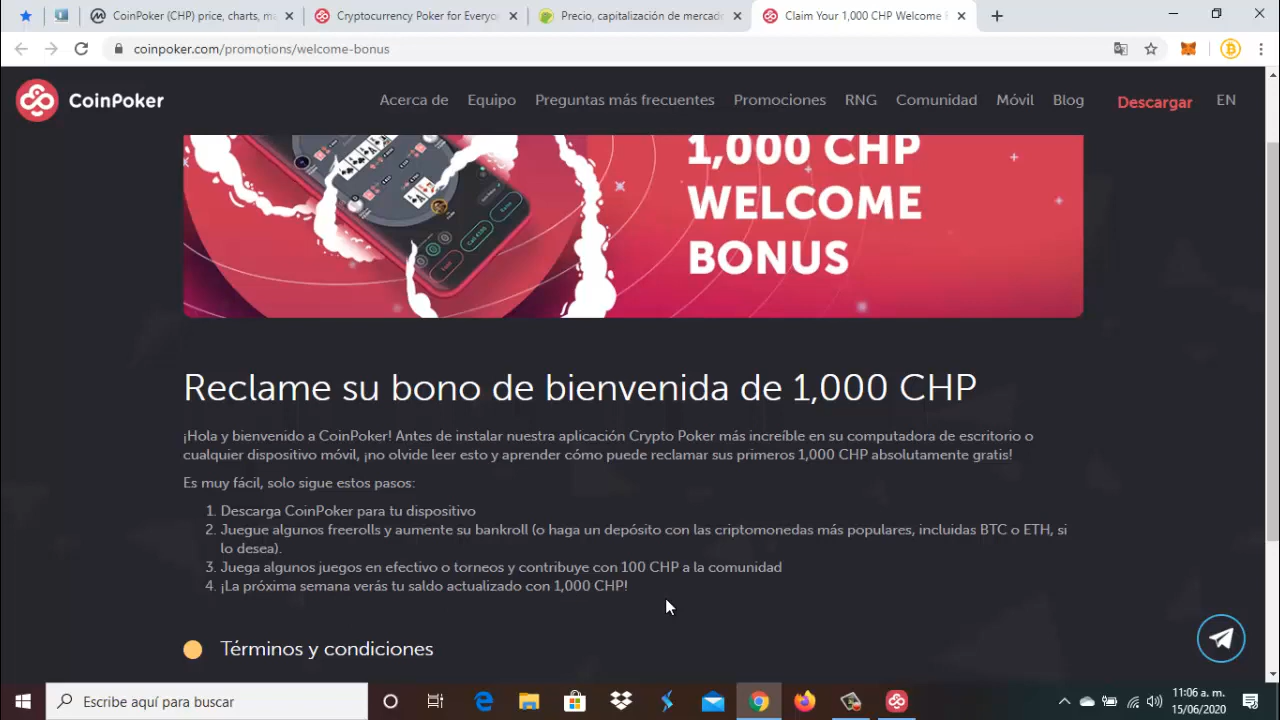 CoinPoker (CHP) price, charts, m
Cryptocurrency Poker for Everyo
Precio, capitalización de mercad
Claim Your 1,000 CHP Welcome
coinpoker.com/promotions/welcome-bonus
CoinPoker
Acerca de
Equipo
Preguntas más frecuentes
Promociones
RNG
Comunidad
Móvil
Blog
Descargar
EN
1,000 CHP
WELCOME
BONUS
Reclame su bono de bienvenida de 1,000 CHP
¡Hola y bienvenido a CoinPoker! Antes de instalar nuestra aplicación Crypto Poker más increíble en su computadora de escritorio o
cualquier dispositivo móvil, ¡no olvide leer esto y aprender cómo puede reclamar sus primeros 1,000 CHP absolutamente gratis!
Es muy fácil, solo sigue estos pasos:
1. Descarga CoinPoker para tu dispositivo
2. Juegue algunos freerolls y aumente su bankroll (o haga un depósito con las criptomonedas más populares, incluidas BTC o ETH, si
lo desea).
3. Juega algunos juegos en efectivo o torneos y contribuye con 100 CHP a la comunidad
4. ¡La próxima semana verás tu saldo actualizado con 1,000 CHP!
Términos y condiciones
Escribe aquí para buscar
11:06 a. m.
15/06/2020